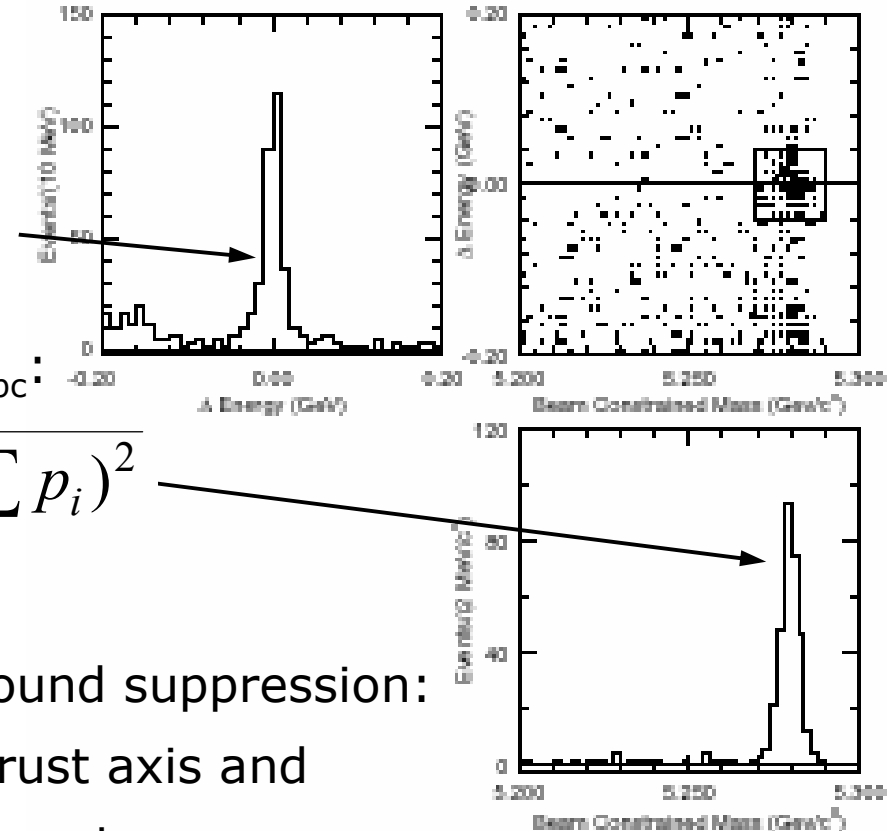 150
100
50
0
-0.20
0.00
0.20
Δ Energy (GeV)
Events/(10 MeV)
0.20
0.00
-0.20
5.200
5.250
5.300
Δ Energy (GeV)
Beam Constrained Mass (GeV/c²)
bc:
∑ p_i)²
120
80
40
0
5.200
5.250
5.300
Events/(2 MeV/c²)
Beam Constrained Mass (GeV/c²)
ound suppression:
rust axis and